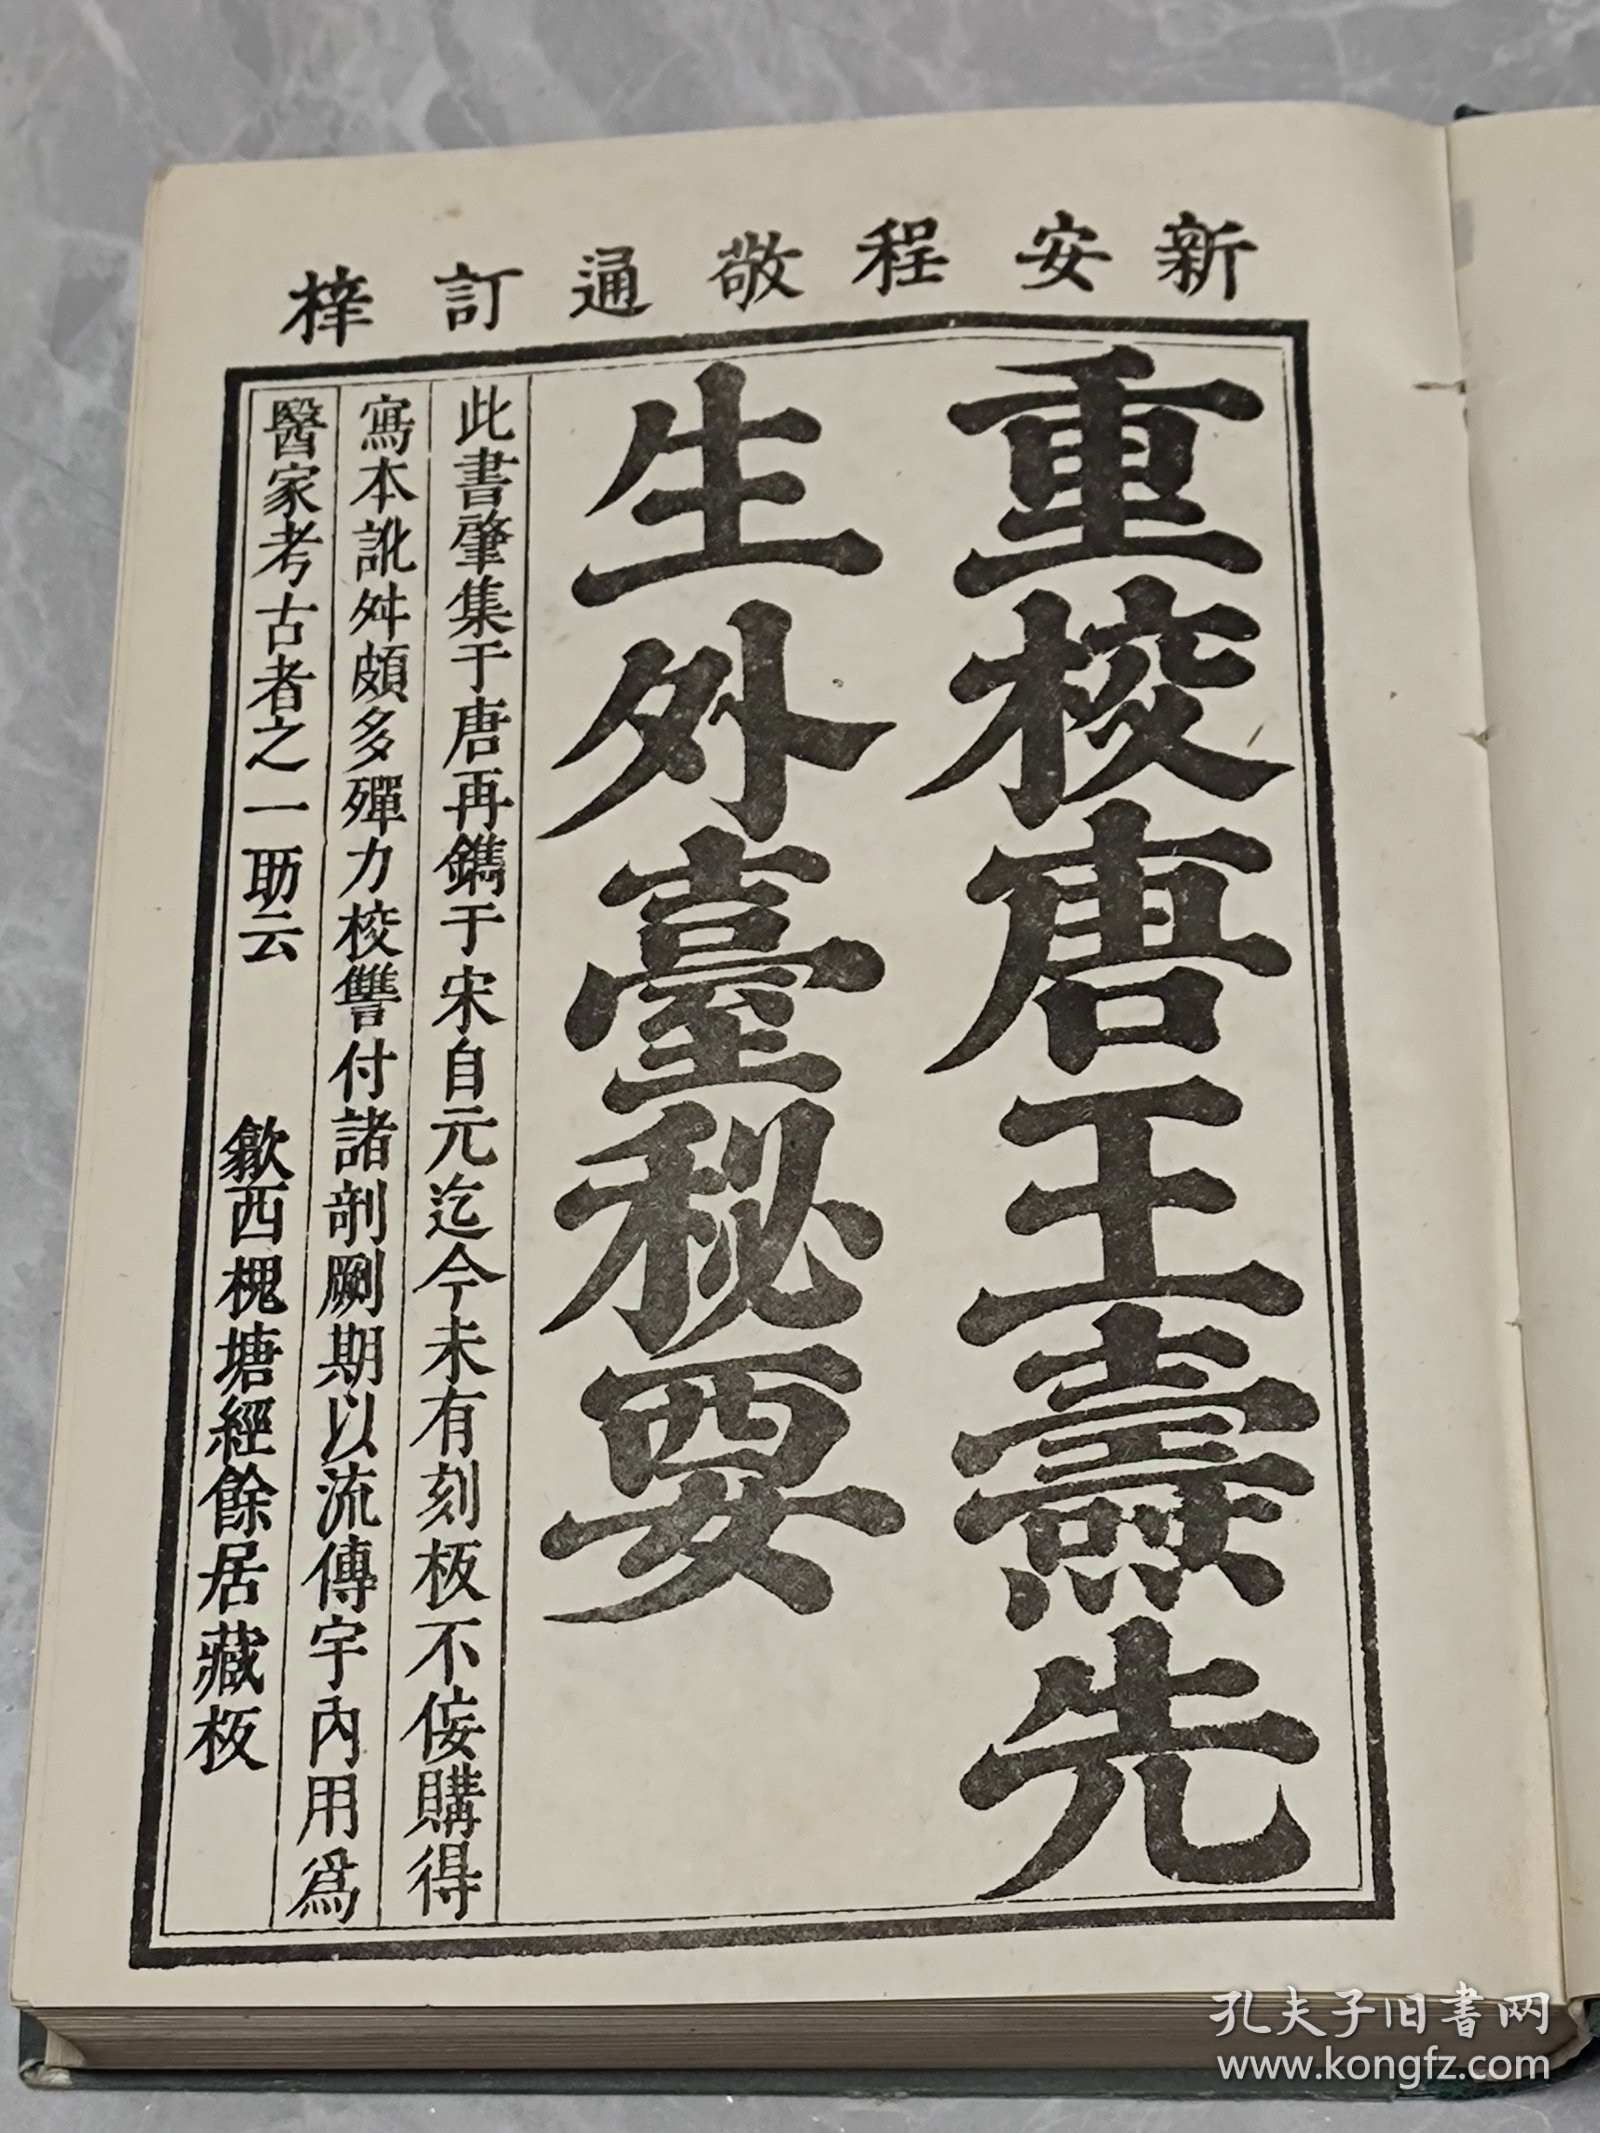 新安程敬通訂梓
重校唐王燾先
生外臺秘要
此書肇集于唐再鐫于宋自元迄今未有刻板不佞購得
寫本訛舛頗多殫力校讐付諸剞劂期以流傳宇內用爲
醫家考古者之一助云
歙西槐塘經餘居藏板
孔夫子旧书网
www.kongfz.com